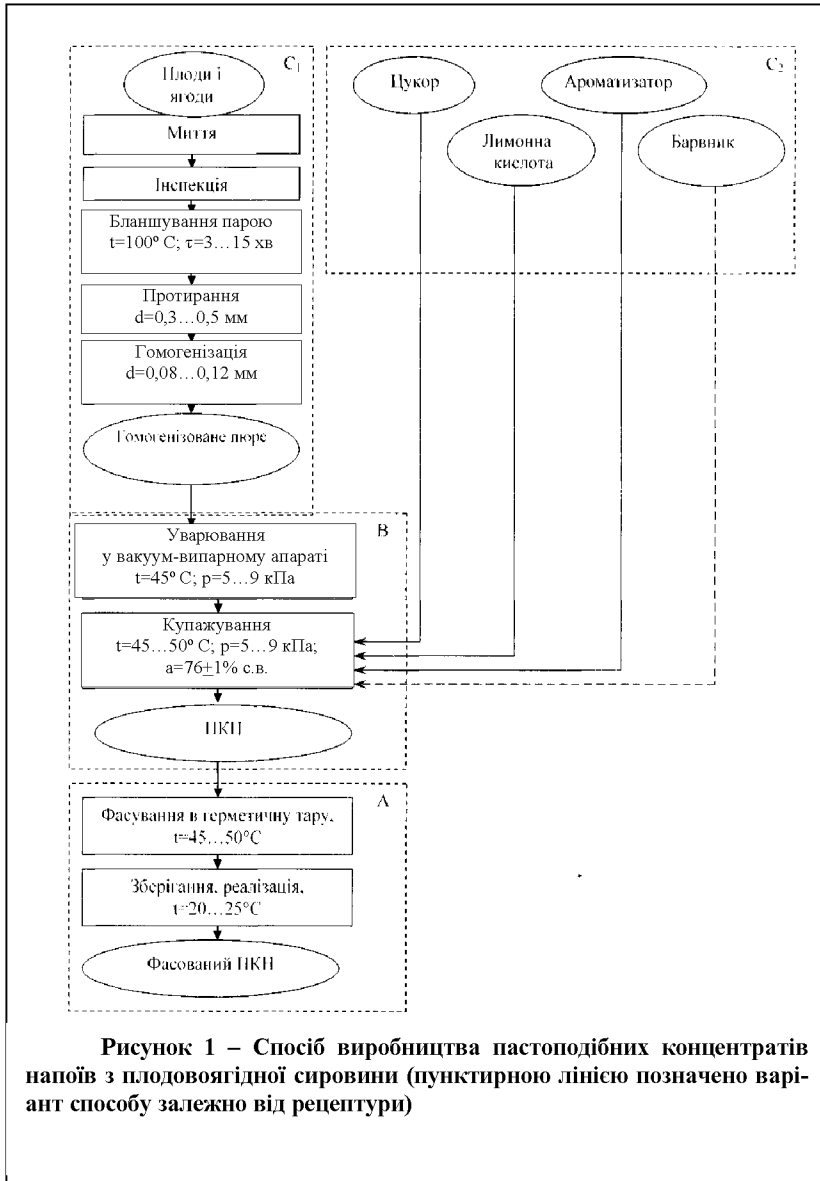 C₁
Плоди і
ягоди
Миття
Інспекція
Бланшування парою
t=100º С; τ=3…15 хв
Протирання
d=0,3…0,5 мм
Гомогенізація
d=0,08…0,12 мм
Гомогенізоване пюре
C₂
Цукор
Ароматизатор
Лимонна
кислота
Барвник
В
Уварювання
у вакуум-випарному апараті
t=45º С; р=5…9 кПа
Купажування
t=45…50º С; р=5…9 кПа;
а=76±1% с.в.
ПКН
А
Фасування в герметичну тару,
t=45…50°С
Зберігання, реалізація,
t=20…25°С
Фасований ПКН
Рисунок 1 – Спосіб виробництва пастоподібних концентратів
напоїв з плодовоягідної сировини (пунктирною лінією позначено варі-
ант способу залежно від рецептури)